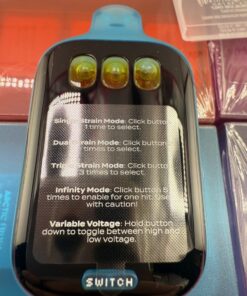 Single Strain Mode: Click button
1 time to select.
Dual Strain Mode: Click button
times to select.
Triple Strain Mode: Click button
3 times to select.
Infinity Mode: Click button 5
times to enable for one hit. Use
with caution!
Variable Voltage: Hold button
down to toggle between high and
low voltage.
SWITCH